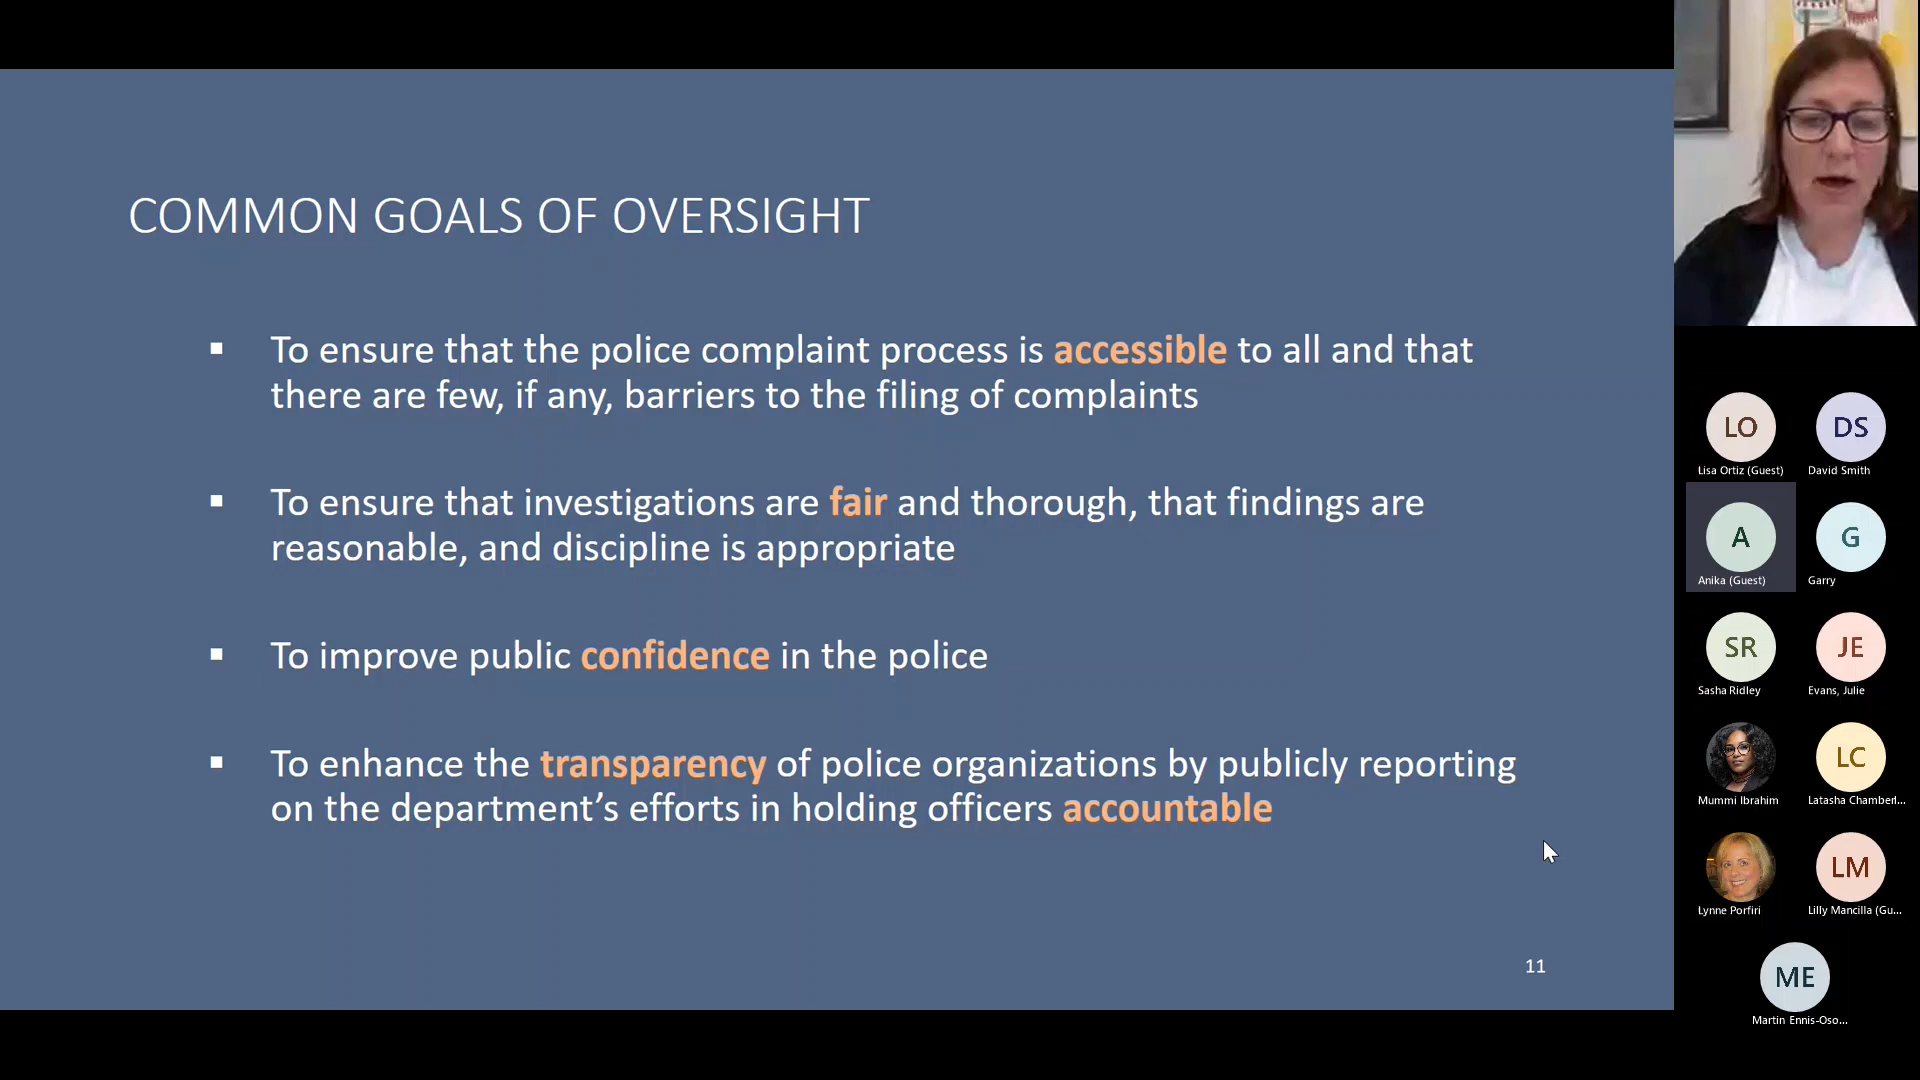 COMMON GOALS OF OVERSIGHT
▪ To ensure that the police complaint process is accessible to all and that
there are few, if any, barriers to the filing of complaints
▪ To ensure that investigations are fair and thorough, that findings are
reasonable, and discipline is appropriate
▪ To improve public confidence in the police
▪ To enhance the transparency of police organizations by publicly reporting
on the department’s efforts in holding officers accountable
11
LO
DS
Lisa Ortiz (Guest)
David Smith
A
G
Anika (Guest)
Garry
SR
JE
Sasha Ridley
Evans, Julie
LC
Mummi Ibrahim
Latasha Chamberl...
LM
Lynne Porfiri
Lilly Mancilla (Gu...
ME
Martin Ennis-Oso...